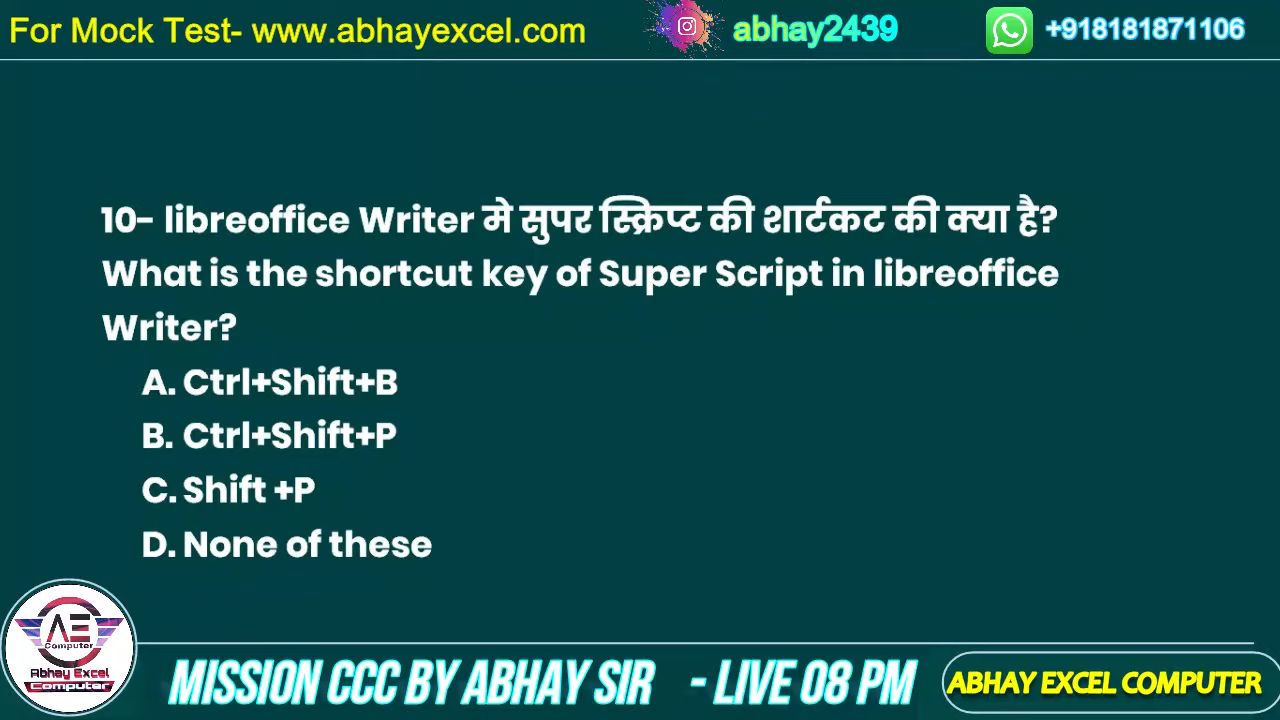 For Mock Test- www.abhayexcel.com
abhay2439
+918181871106
10- libreoffice Writer मे सुपर स्क्रिप्ट की शार्टकट की क्या है?
What is the shortcut key of Super Script in libreoffice
Writer?
A. Ctrl+Shift+B
B. Ctrl+Shift+P
C. Shift +P
D. None of these
AE
Computer
Abhay Excel
Computer
MISSION CCC BY ABHAY SIR - LIVE 08 PM
ABHAY EXCEL COMPUTER